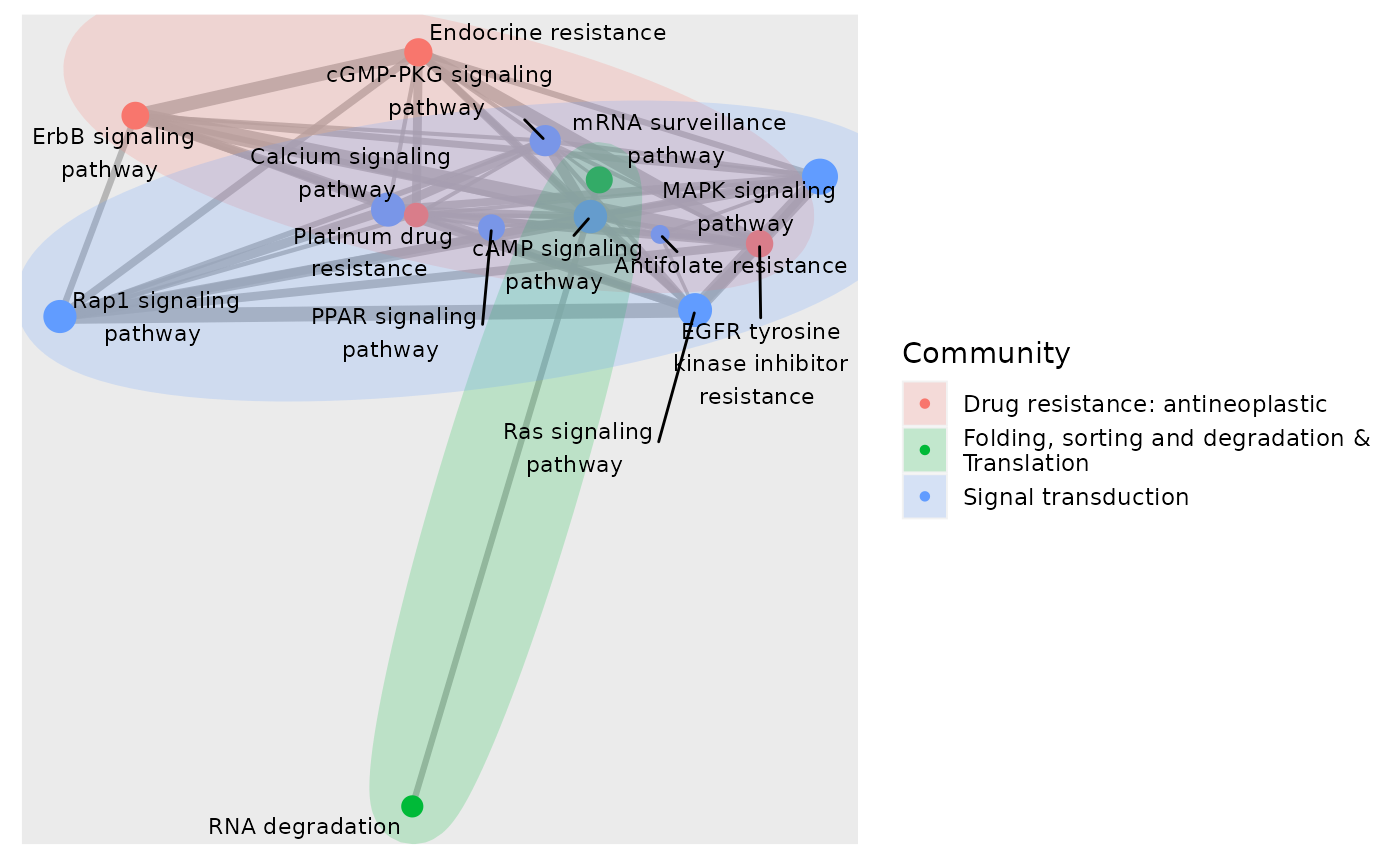 Endocrine resistance
cGMP-PKG signaling
pathway
mRNA surveillance
pathway
ErbB signaling
pathway
Calcium signaling
pathway
MAPK signaling
pathway
Platinum drug
resistance
cAMP signaling
pathway
Antifolate resistance
Rap1 signaling
pathway
PPAR signaling
pathway
EGFR tyrosine
kinase inhibitor
resistance
Ras signaling
pathway
RNA degradation
Community
Drug resistance: antineoplastic
Folding, sorting and degradation &
Translation
Signal transduction